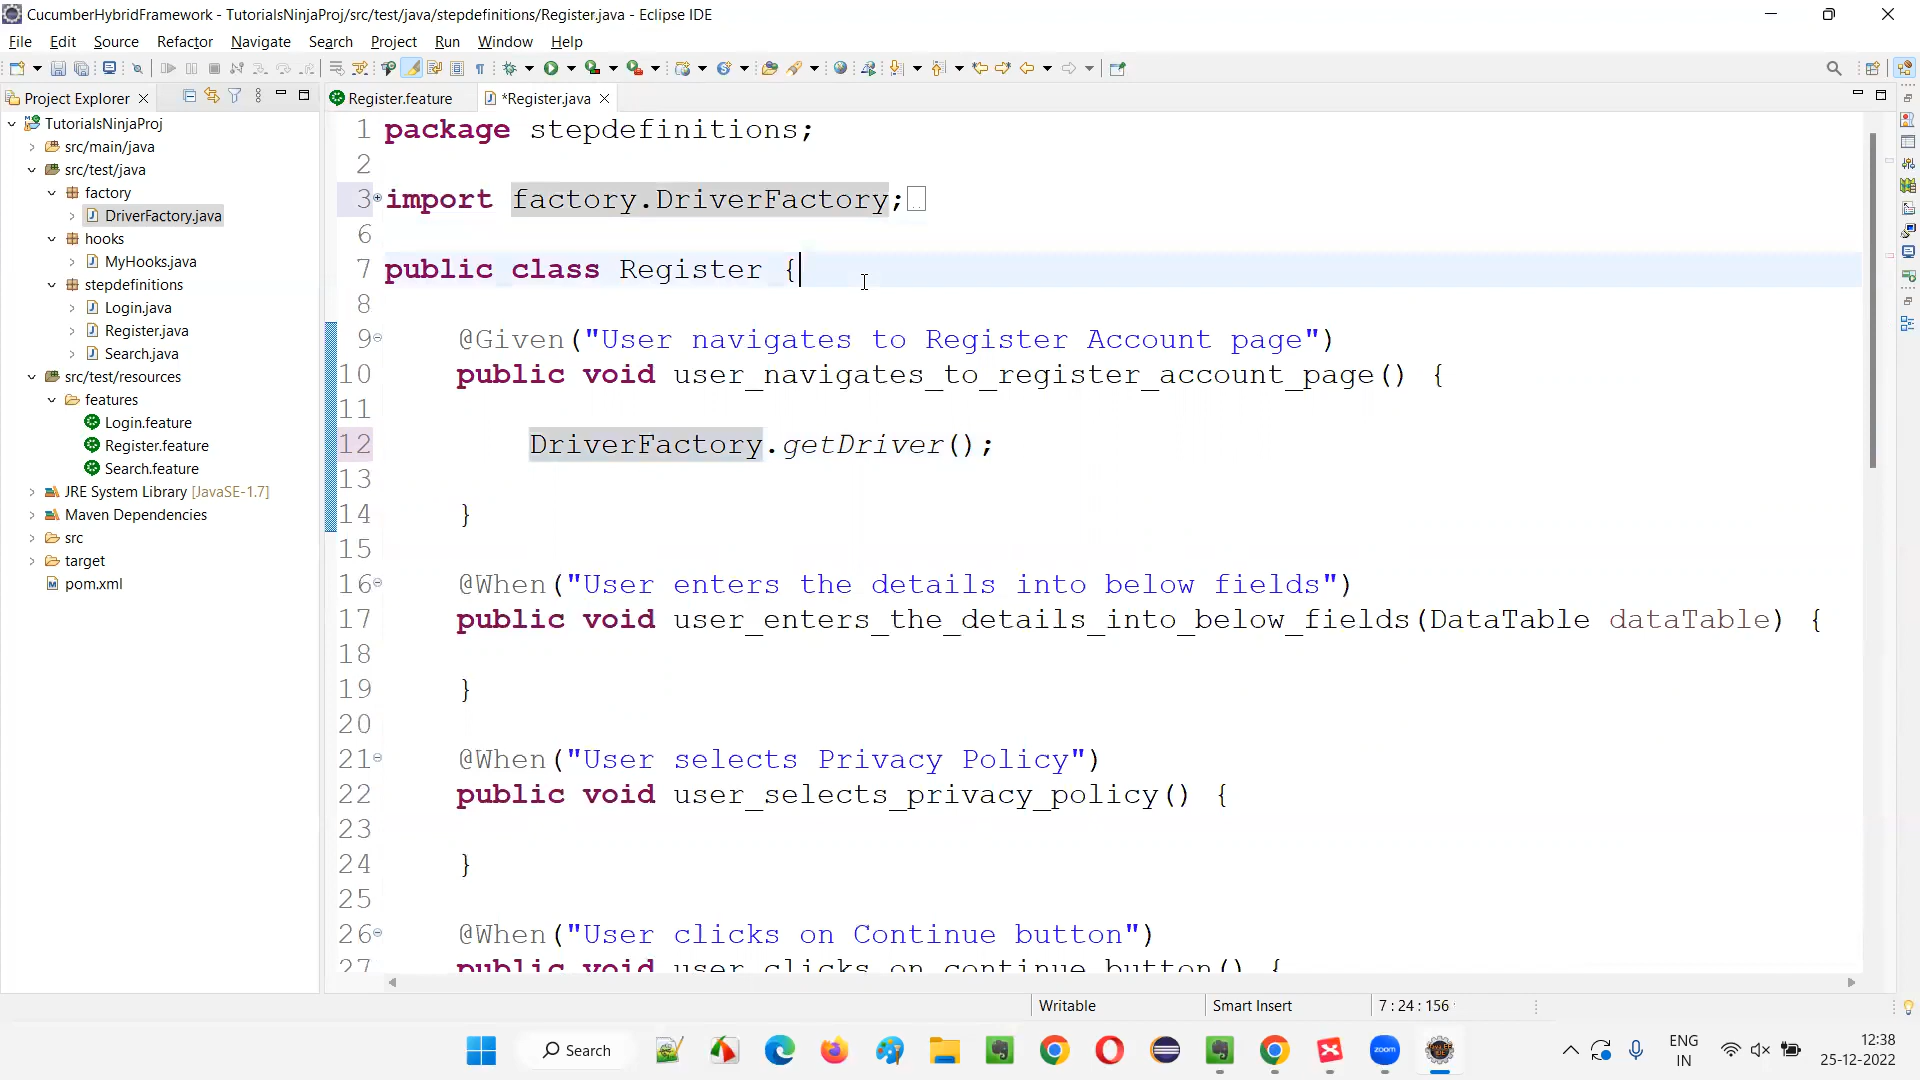 CucumberHybridFramework - TutorialsNinjaProj/src/test/java/stepdefinitions/Register.java - Eclipse IDE
File Edit Source Refactor Navigate Search Project Run Window Help
Project Explorer
TutorialsNinjaProj
src/main/java
src/test/java
factory
DriverFactory.java
hooks
MyHooks.java
stepdefinitions
Login.java
Register.java
Search.java
src/test/resources
features
Login.feature
Register.feature
Search.feature
JRE System Library [JavaSE-1.7]
Maven Dependencies
src
target
pom.xml
Register.feature *Register.java
1 package stepdefinitions;
2
3 import factory.DriverFactory;
6
7 public class Register {
8
9 @Given("User navigates to Register Account page")
10 public void user_navigates_to_register_account_page() {
11
12 DriverFactory.getDriver();
13
14 }
15
16 @When("User enters the details into below fields")
17 public void user_enters_the_details_into_below_fields(DataTable dataTable) {
18
19 }
20
21 @When("User selects Privacy Policy")
22 public void user_selects_privacy_policy() {
23
24 }
25
26 @When("User clicks on Continue button")
27 public void user_clicks_on_continue_button() {
Writable Smart Insert 7 : 24 : 156
Search
zoom
ENG
IN
12:38
25-12-2022